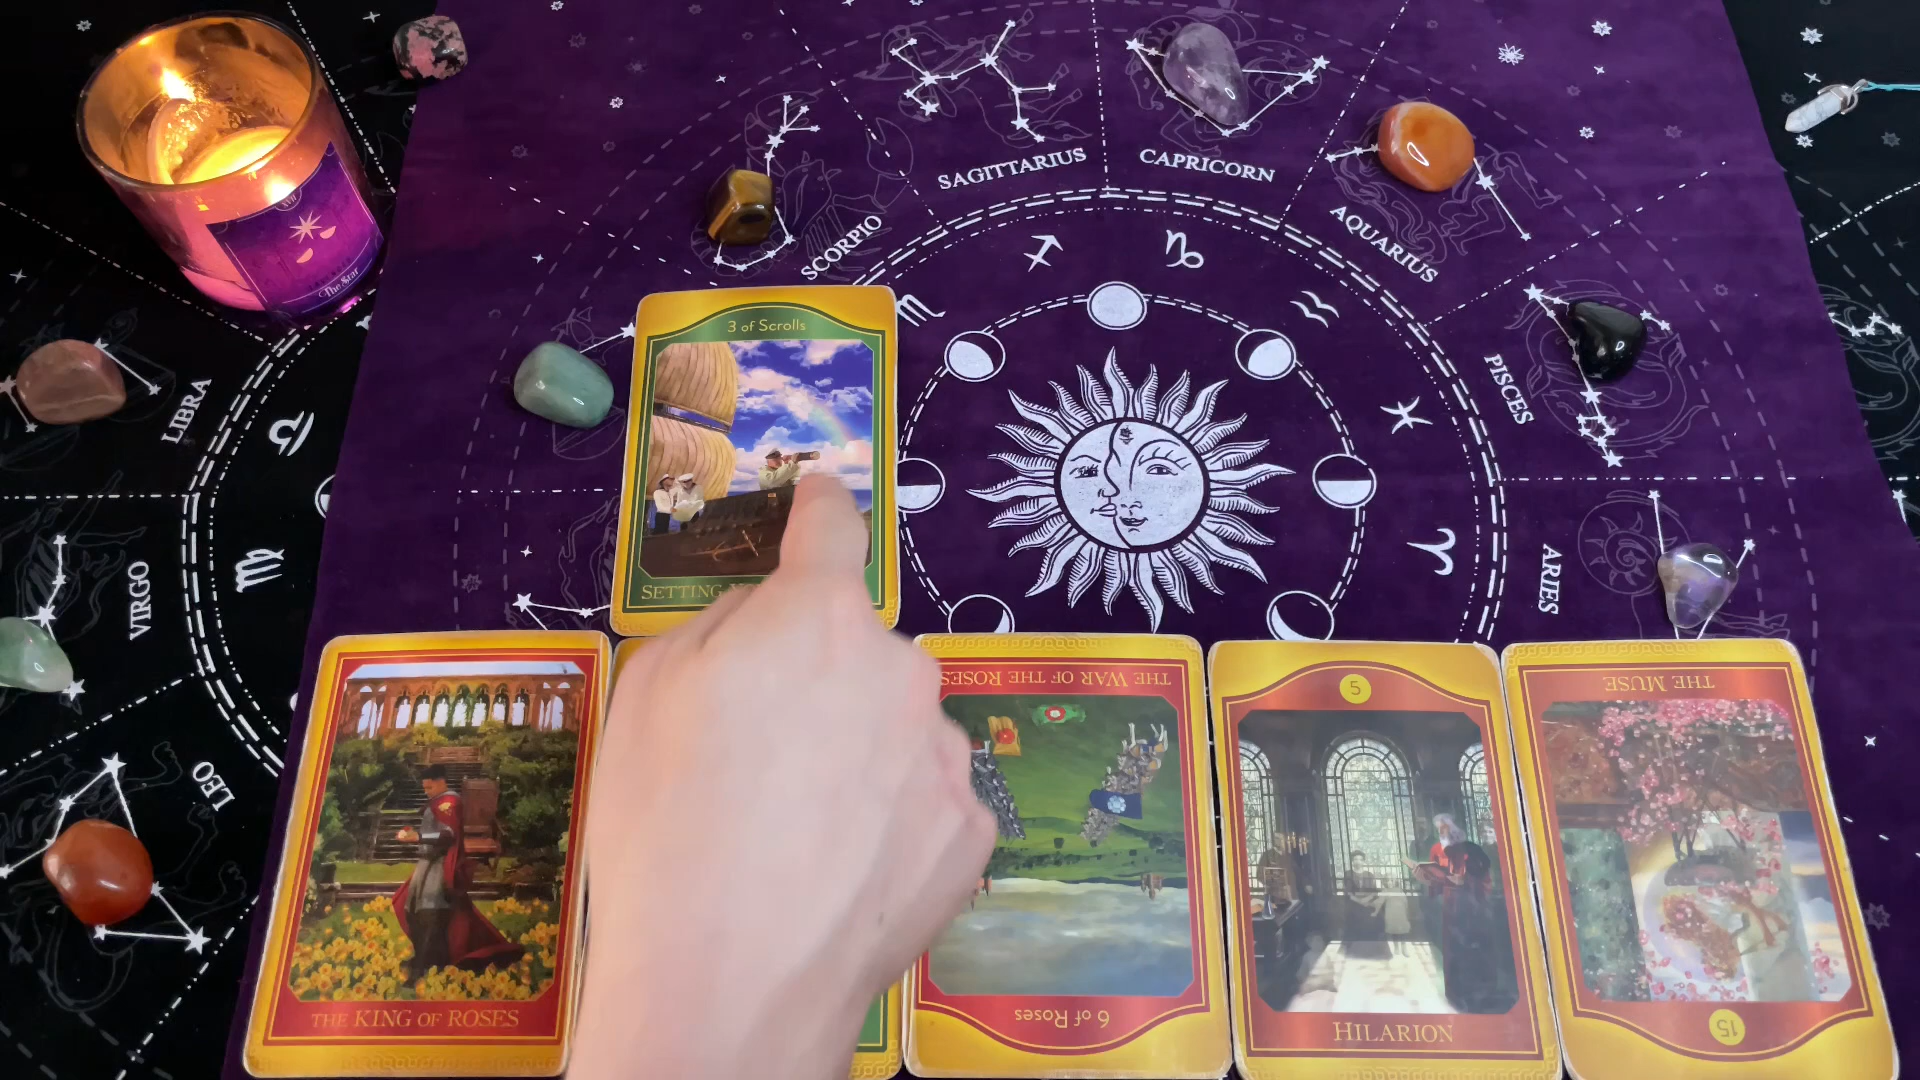 SAGITTARIUS
CAPRICORN
SCORPIO
AQUARIUS
XVII
The Star
3 of Scrolls
PISCES
LIBRA
SETTING
ARIES
VIRGO
THE WAR OF THE ROSES
5
THE MUSE
LEO
THE KING OF ROSES
6 of Roses
HILARION
15